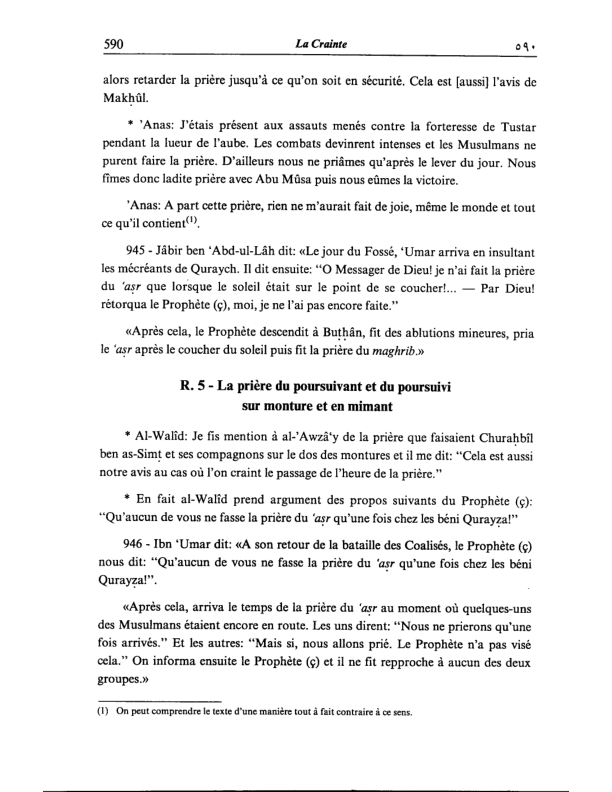 590 La Crainte ٥٩٠
alors retarder la prière jusqu'à ce qu'on soit en sécurité. Cela est [aussi] l'avis de
Makḥûl.
* 'Anas: J'étais présent aux assauts menés contre la forteresse de Tustar
pendant la lueur de l'aube. Les combats devinrent intenses et les Musulmans ne
purent faire la prière. D'ailleurs nous ne priâmes qu'après le lever du jour. Nous
fîmes donc ladite prière avec Abu Mûsa puis nous eûmes la victoire.
'Anas: A part cette prière, rien ne m'aurait fait de joie, même le monde et tout
ce qu'il contient(1).
945 - Jâbir ben 'Abd-ul-Lâh dit: «Le jour du Fossé, 'Umar arriva en insultant
les mécréants de Quraych. Il dit ensuite: "O Messager de Dieu! je n'ai fait la prière
du 'aṣr que lorsque le soleil était sur le point de se coucher!... — Par Dieu!
rétorqua le Prophète (ç), moi, je ne l'ai pas encore faite."
«Après cela, le Prophète descendit à Buṭḥân, fit des ablutions mineures, pria
le 'aṣr après le coucher du soleil puis fit la prière du maghrib.»
R. 5 - La prière du poursuivant et du poursuivi
sur monture et en mimant
* Al-Walîd: Je fis mention à al-'Awzâ'y de la prière que faisaient Churaḥbîl
ben as-Simṭ et ses compagnons sur le dos des montures et il me dit: "Cela est aussi
notre avis au cas où l'on craint le passage de l'heure de la prière."
* En fait al-Walîd prend argument des propos suivants du Prophète (ç):
"Qu'aucun de vous ne fasse la prière du 'aṣr qu'une fois chez les béni Qurayẓa!"
946 - Ibn 'Umar dit: «A son retour de la bataille des Coalisés, le Prophète (ç)
nous dit: "Qu'aucun de vous ne fasse la prière du 'aṣr qu'une fois chez les béni
Qurayẓa!".
«Après cela, arriva le temps de la prière du 'aṣr au moment où quelques-uns
des Musulmans étaient encore en route. Les uns dirent: "Nous ne prierons qu'une
fois arrivés." Et les autres: "Mais si, nous allons prié. Le Prophète n'a pas visé
cela." On informa ensuite le Prophète (ç) et il ne fit repproche à aucun des deux
groupes.»
(1) On peut comprendre le texte d'une manière tout à fait contraire à ce sens.